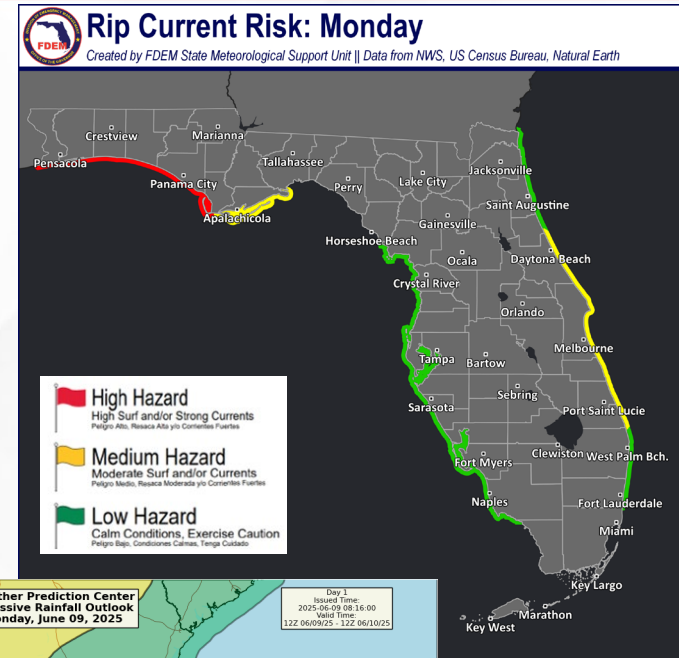 Rip Current Risk: Monday
Created by FDEM State Meteorological Support Unit || Data from NWS, US Census Bureau, Natural Earth
FDEM
Crestview
Marianna
Pensacola
Tallahassee
Panama City
Perry
Lake City
Jacksonville
Apalachicola
Saint Augustine
Gainesville
Horseshoe Beach
Ocala
Daytona Beach
Crystal River
Orlando
Tampa
Bartow
Melbourne
Sebring
Sarasota
Port Saint Lucie
Clewiston
West Palm Bch.
Fort Myers
Naples
Fort Lauderdale
Miami
Key Largo
Marathon
Key West
High Hazard
High Surf and/or Strong Currents
Peligro Alto, Resaca Alta y/o Corrientes Fuertes
Medium Hazard
Moderate Surf and/or Currents
Peligro Medio, Resaca Moderada y/o Corrientes Fuertes
Low Hazard
Calm Conditions, Exercise Caution
Peligro Bajo, Condiciones Calmas, Tenga Cuidado
ther Prediction Center
ssive Rainfall Outlook
nday, June 09, 2025
Day 1
Issued Time:
2025-06-09 08:16:00
Valid Time:
12Z 06/09/25 - 12Z 06/10/25